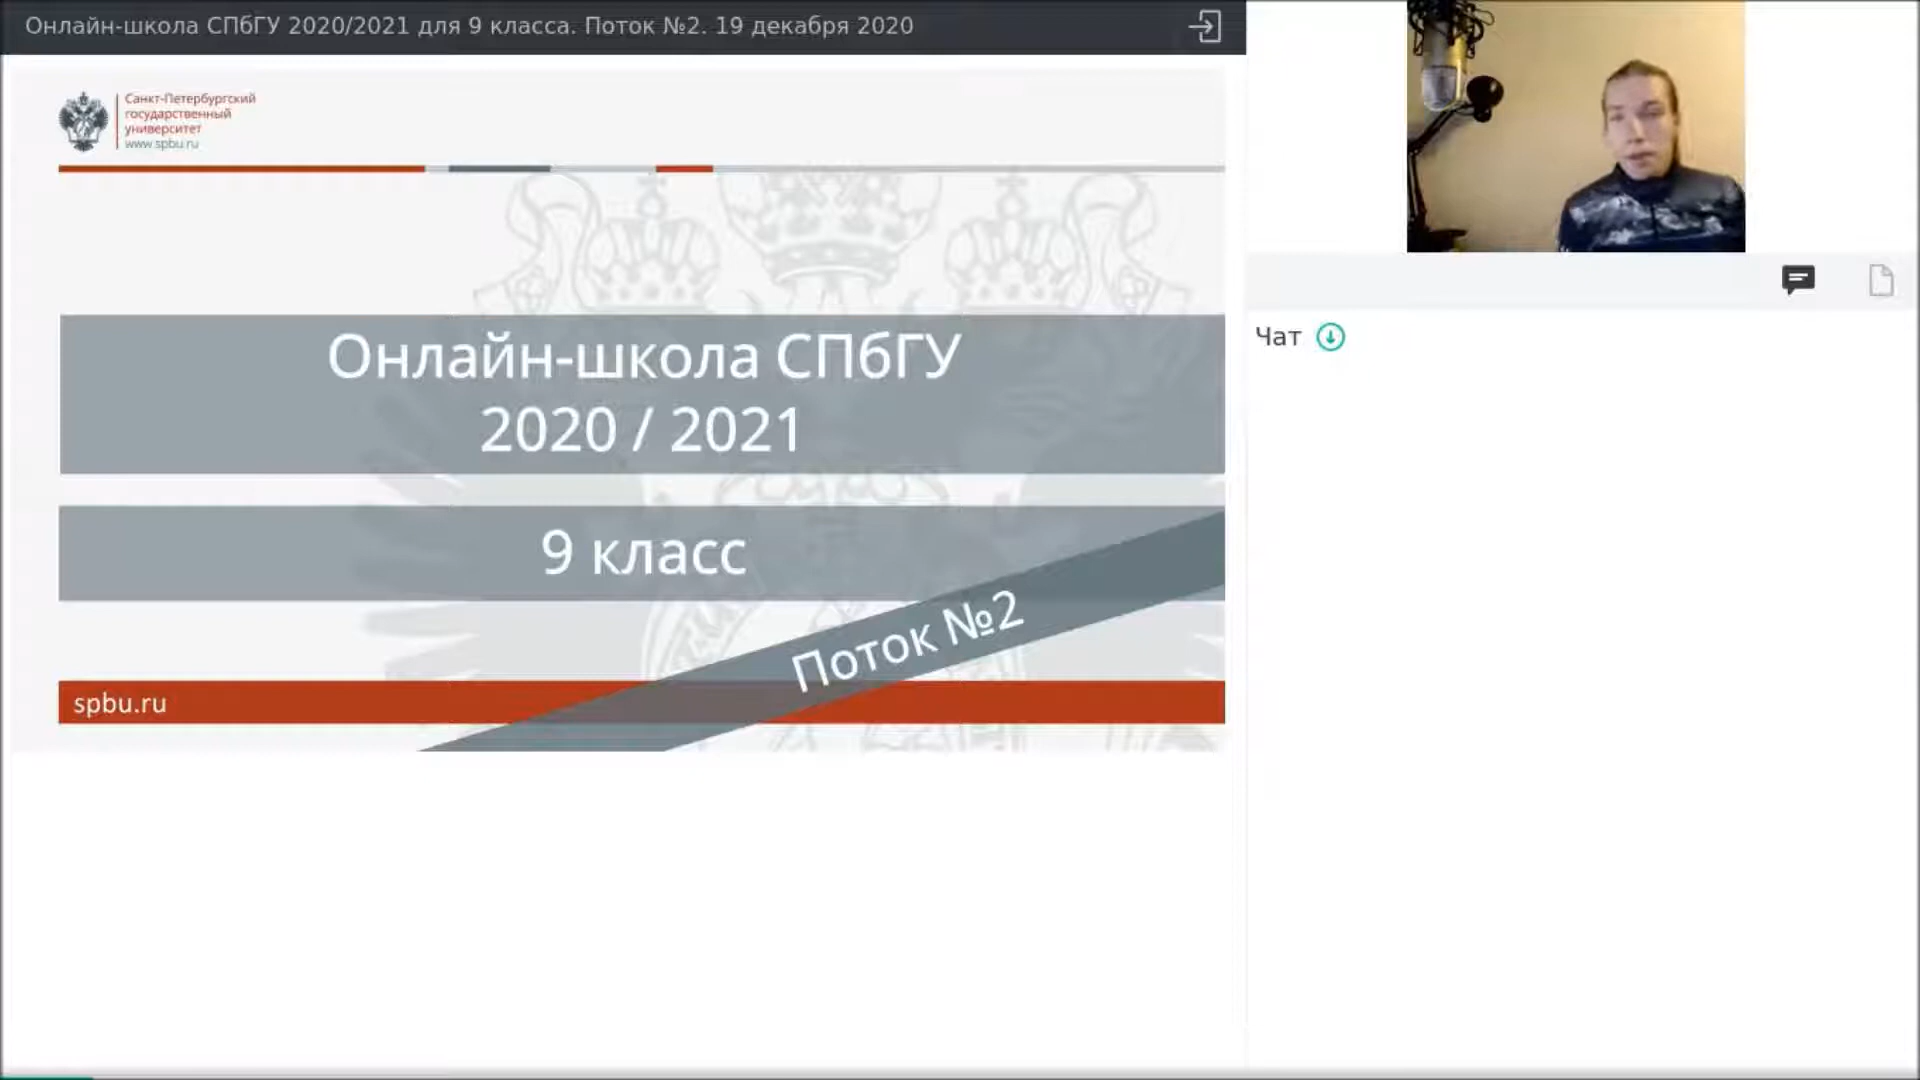 Онлайн-школа СПбГУ 2020/2021 для 9 класса. Поток №2. 19 декабря 2020
Санкт-Петербургский
государственный
университет
www.spbu.ru
Онлайн-школа СПбГУ
2020 / 2021
9 класс
Поток №2
spbu.ru
Чат